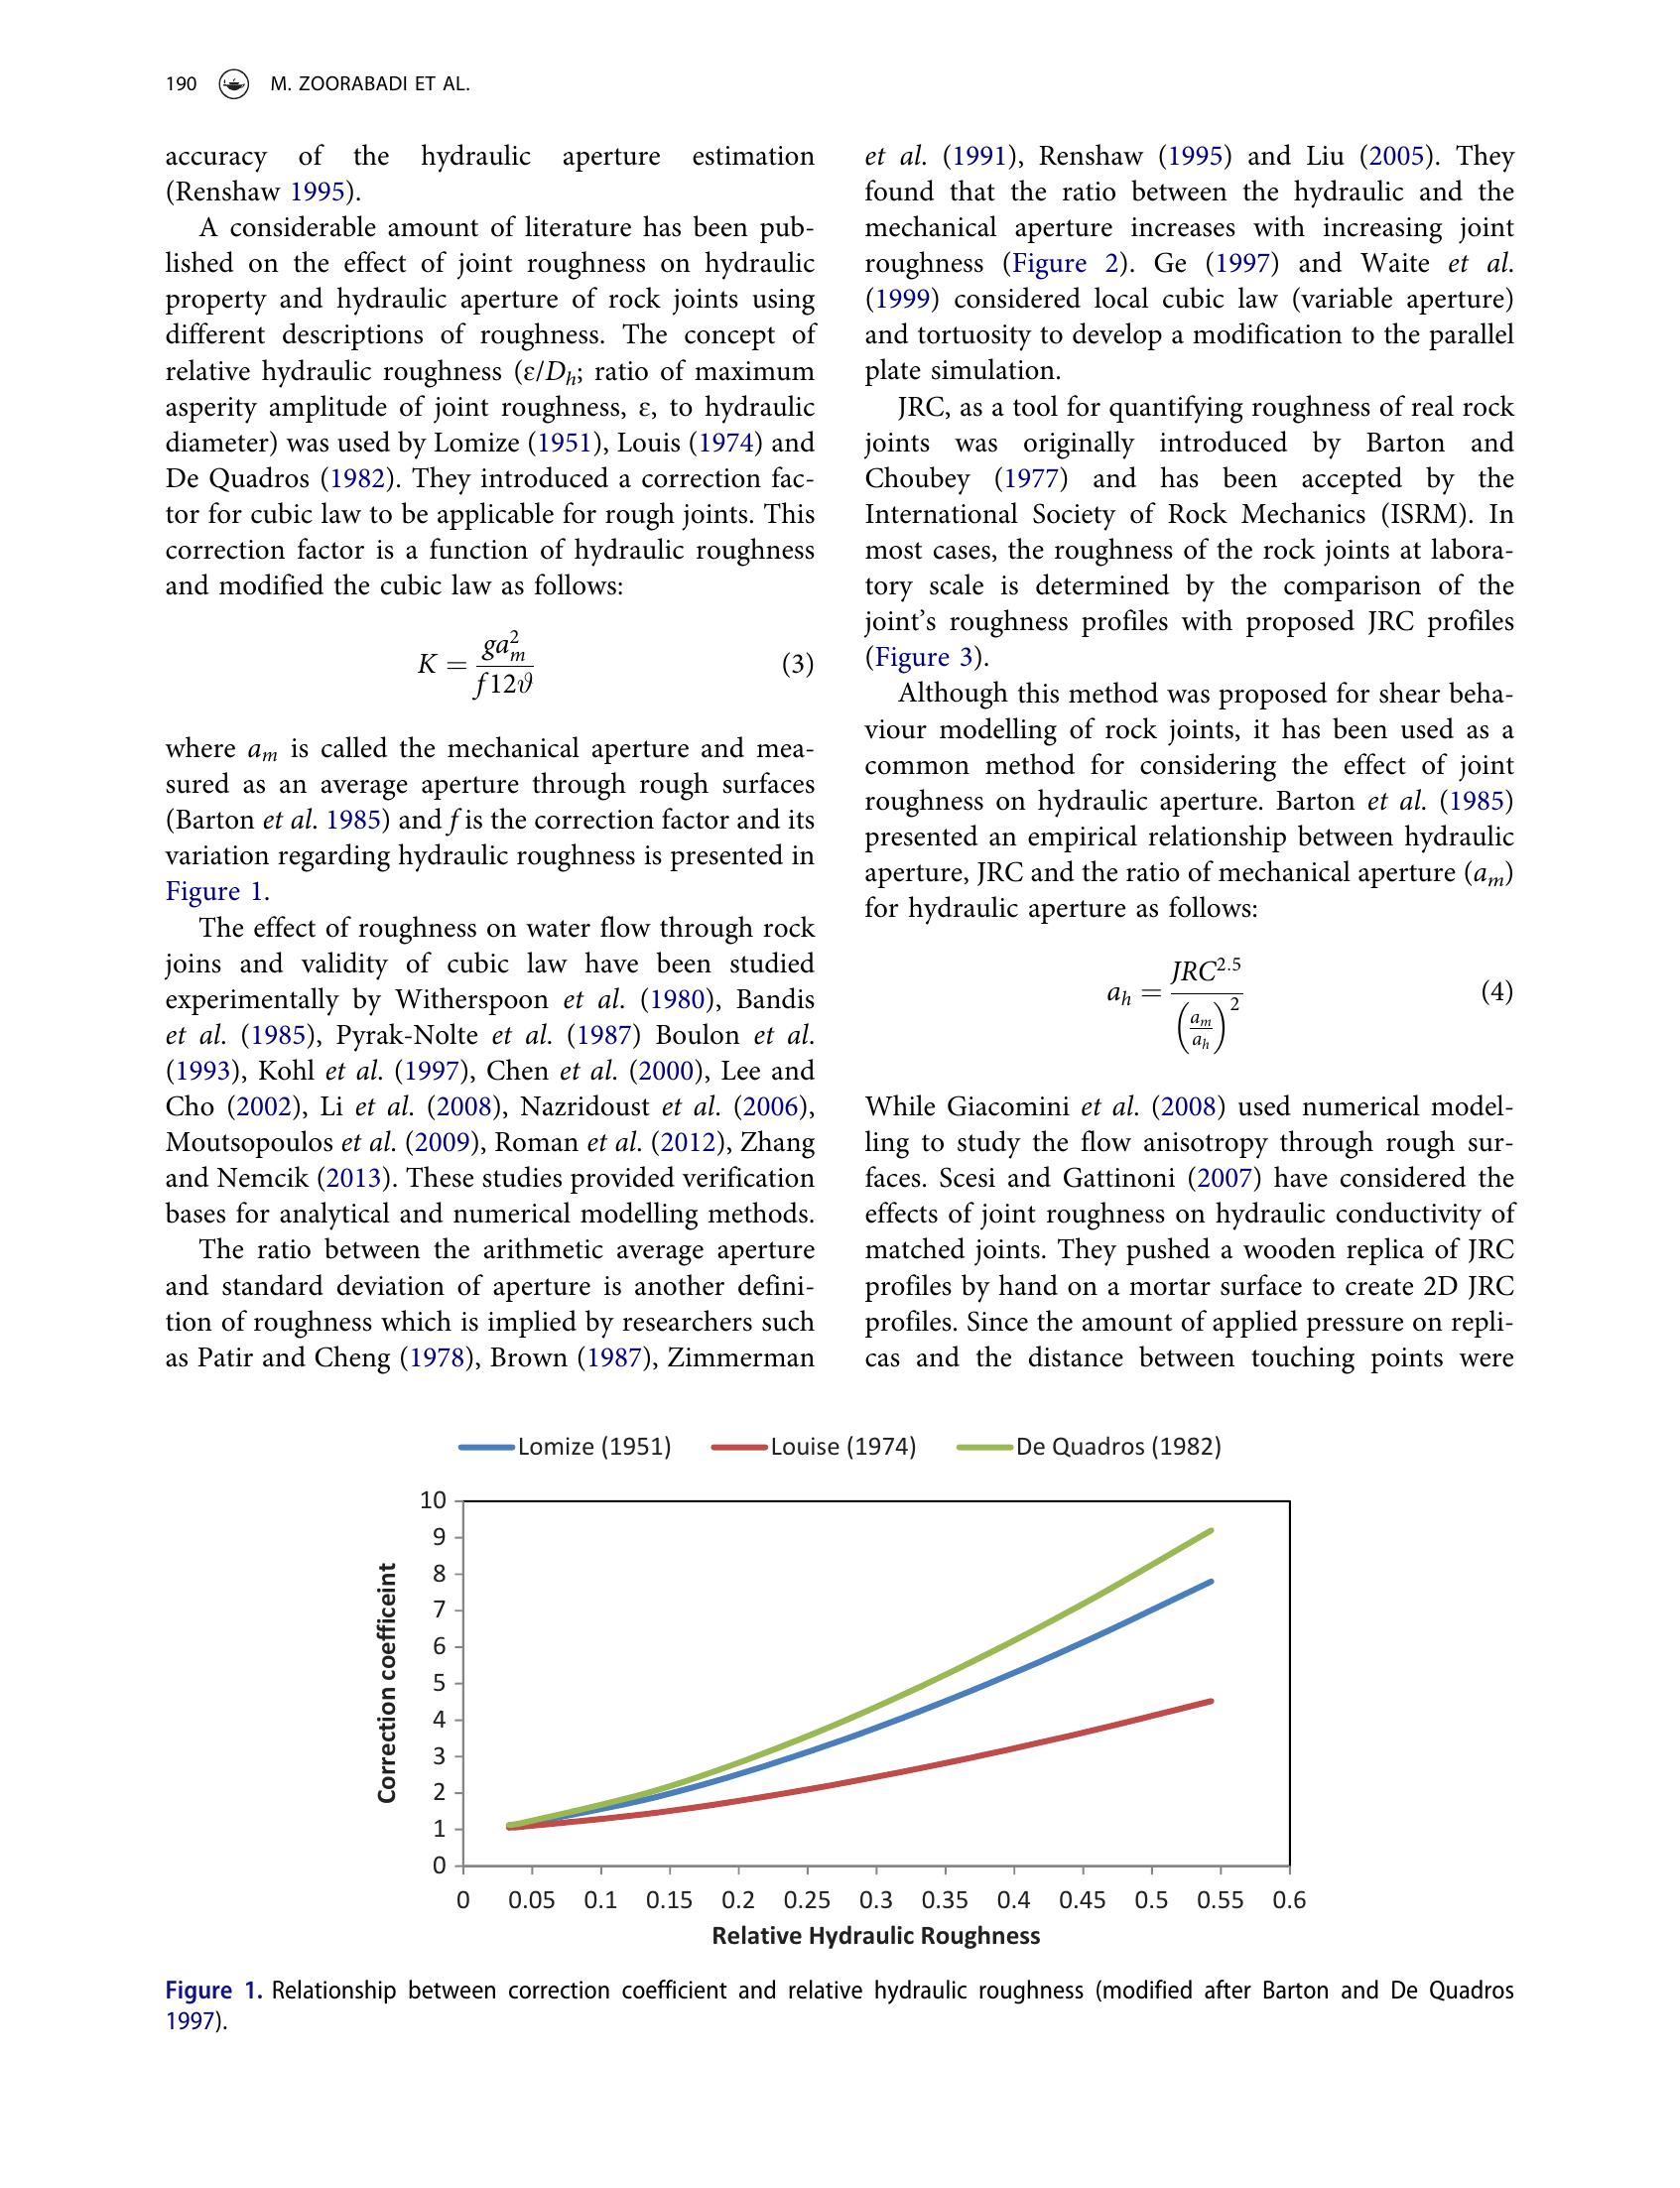 190 M. ZOORABADI ET AL.
accuracy of the hydraulic aperture estimation
(Renshaw 1995).
A considerable amount of literature has been pub-
lished on the effect of joint roughness on hydraulic
property and hydraulic aperture of rock joints using
different descriptions of roughness. The concept of
relative hydraulic roughness (ε/Dh; ratio of maximum
asperity amplitude of joint roughness, ε, to hydraulic
diameter) was used by Lomize (1951), Louis (1974) and
De Quadros (1982). They introduced a correction fac-
tor for cubic law to be applicable for rough joints. This
correction factor is a function of hydraulic roughness
and modified the cubic law as follows:
K = ga²m / f12ϑ (3)
where am is called the mechanical aperture and mea-
sured as an average aperture through rough surfaces
(Barton et al. 1985) and f is the correction factor and its
variation regarding hydraulic roughness is presented in
Figure 1.
The effect of roughness on water flow through rock
joins and validity of cubic law have been studied
experimentally by Witherspoon et al. (1980), Bandis
et al. (1985), Pyrak-Nolte et al. (1987) Boulon et al.
(1993), Kohl et al. (1997), Chen et al. (2000), Lee and
Cho (2002), Li et al. (2008), Nazridoust et al. (2006),
Moutsopoulos et al. (2009), Roman et al. (2012), Zhang
and Nemcik (2013). These studies provided verification
bases for analytical and numerical modelling methods.
The ratio between the arithmetic average aperture
and standard deviation of aperture is another defini-
tion of roughness which is implied by researchers such
as Patir and Cheng (1978), Brown (1987), Zimmerman
et al. (1991), Renshaw (1995) and Liu (2005). They
found that the ratio between the hydraulic and the
mechanical aperture increases with increasing joint
roughness (Figure 2). Ge (1997) and Waite et al.
(1999) considered local cubic law (variable aperture)
and tortuosity to develop a modification to the parallel
plate simulation.
JRC, as a tool for quantifying roughness of real rock
joints was originally introduced by Barton and
Choubey (1977) and has been accepted by the
International Society of Rock Mechanics (ISRM). In
most cases, the roughness of the rock joints at labora-
tory scale is determined by the comparison of the
joint's roughness profiles with proposed JRC profiles
(Figure 3).
Although this method was proposed for shear beha-
viour modelling of rock joints, it has been used as a
common method for considering the effect of joint
roughness on hydraulic aperture. Barton et al. (1985)
presented an empirical relationship between hydraulic
aperture, JRC and the ratio of mechanical aperture (am)
for hydraulic aperture as follows:
ah = JRC^2.5 / (am/ah)² (4)
While Giacomini et al. (2008) used numerical model-
ling to study the flow anisotropy through rough sur-
faces. Scesi and Gattinoni (2007) have considered the
effects of joint roughness on hydraulic conductivity of
matched joints. They pushed a wooden replica of JRC
profiles by hand on a mortar surface to create 2D JRC
profiles. Since the amount of applied pressure on repli-
cas and the distance between touching points were
Lomize (1951) Louise (1974) De Quadros (1982)
10
9
8
7
6
5
4
3
2
1
0
Correction coefficeint
0 0.05 0.1 0.15 0.2 0.25 0.3 0.35 0.4 0.45 0.5 0.55 0.6
Relative Hydraulic Roughness
Figure 1. Relationship between correction coefficient and relative hydraulic roughness (modified after Barton and De Quadros
1997).